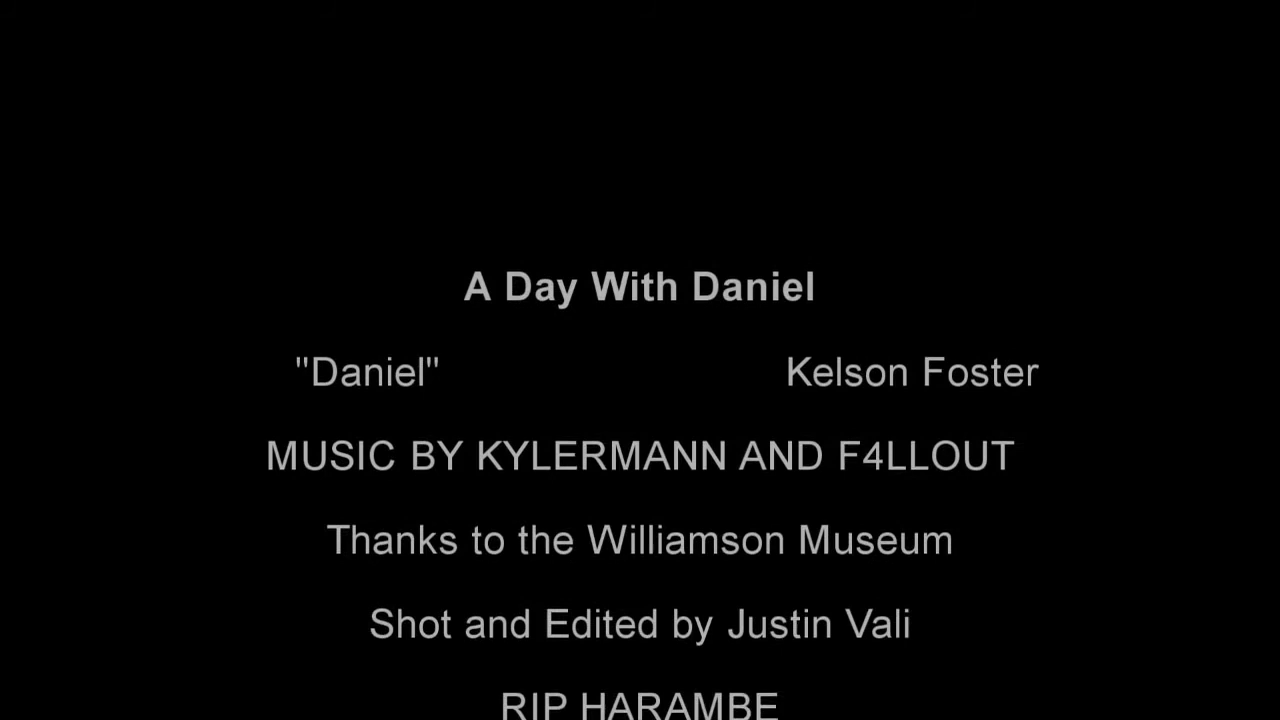 A Day With Daniel
"Daniel" Kelson Foster
MUSIC BY KYLERMANN AND F4LLOUT
Thanks to the Williamson Museum
Shot and Edited by Justin Vali
RIP HARAMBE